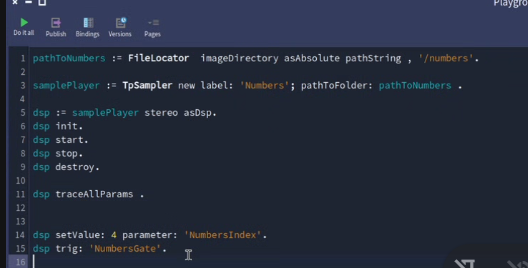 Playgro
Do it all Publish Bindings Versions Pages
1 pathToNumbers := FileLocator imageDirectory asAbsolute pathString , '/numbers'.
2
3 samplePlayer := TpSampler new label: 'Numbers'; pathToFolder: pathToNumbers .
4
5 dsp := samplePlayer stereo asDsp.
6 dsp init.
7 dsp start.
8 dsp stop.
9 dsp destroy.
10
11 dsp traceAllParams .
12
13
14 dsp setValue: 4 parameter: 'NumbersIndex'.
15 dsp trig: 'NumbersGate'.
16